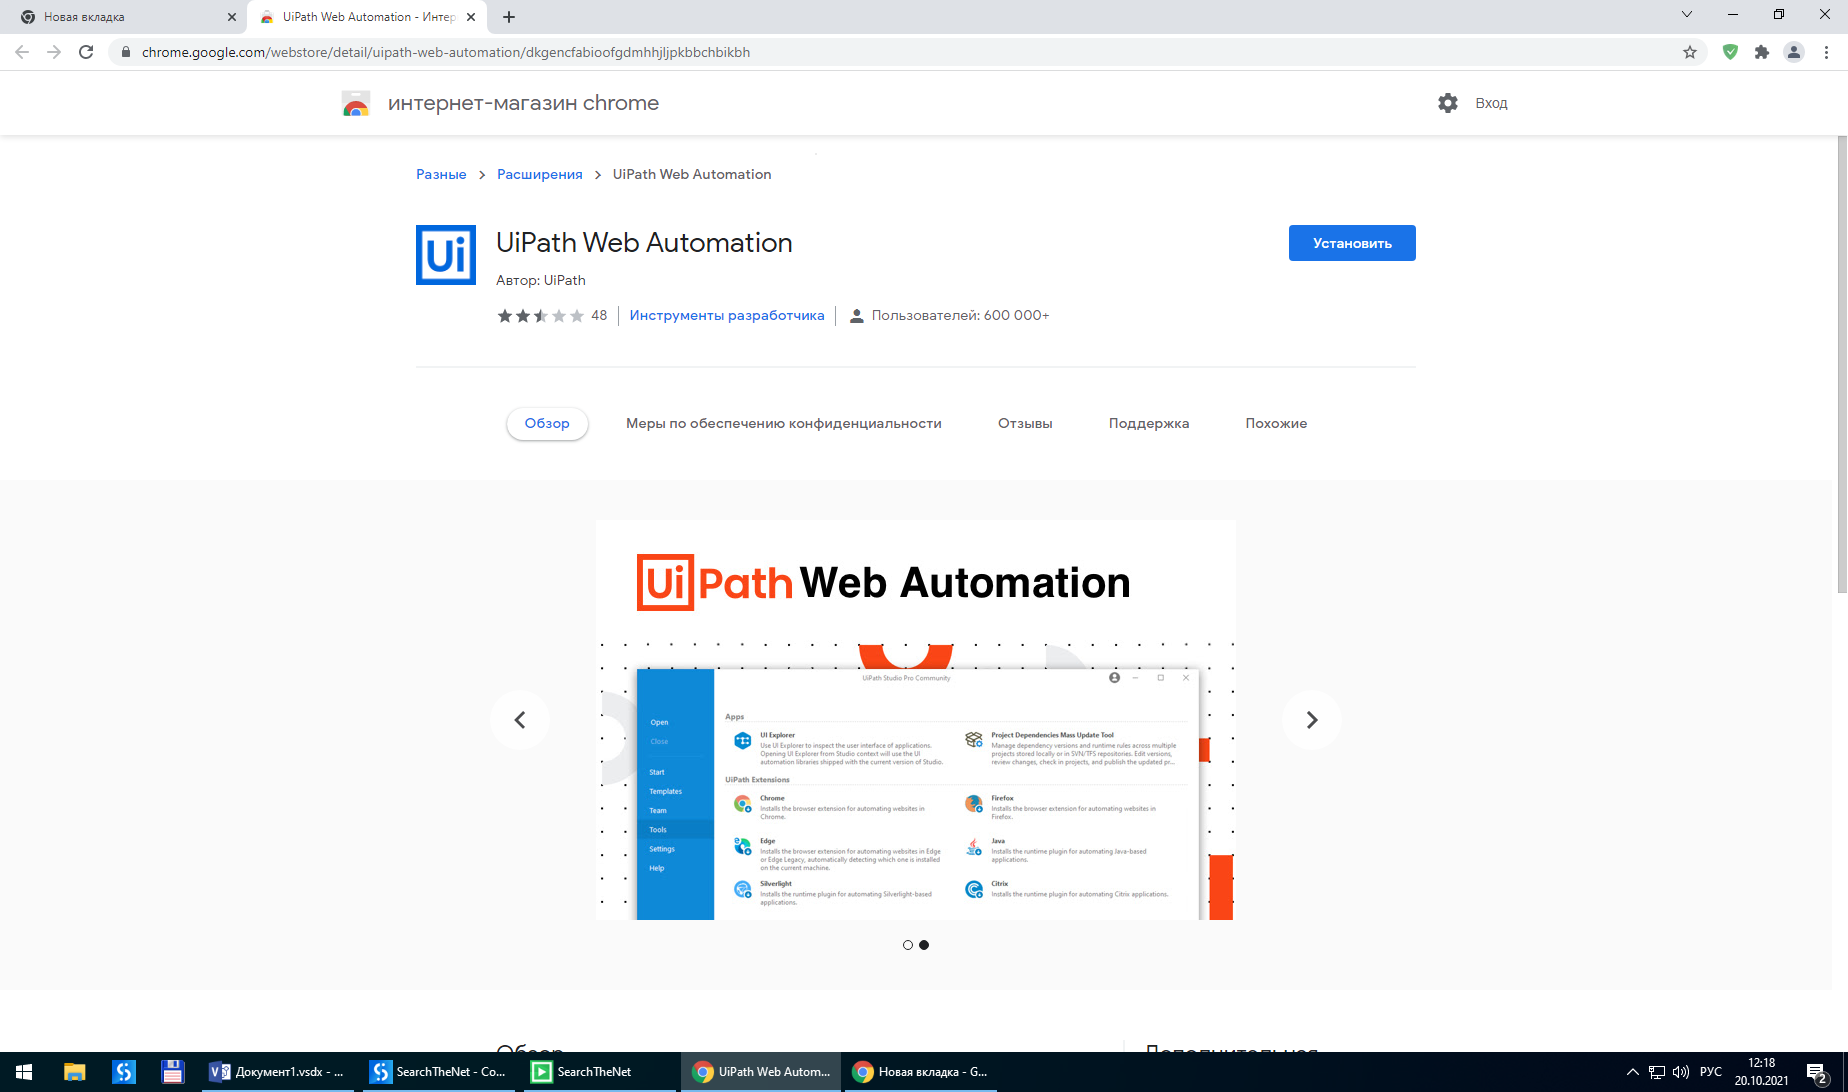 Новая вкладка
UiPath Web Automation - Интер
chrome.google.com/webstore/detail/uipath-web-automation/dkgencfabioofgdmhhjljpkbbchbikbh
интернет-магазин chrome
Вход
Разные > Расширения > UiPath Web Automation
Ui
UiPath Web Automation
Установить
Автор: UiPath
48
Инструменты разработчика
Пользователей: 600 000+
Обзор
Меры по обеспечению конфиденциальности
Отзывы
Поддержка
Похожие
UiPath Web Automation
UiPath Studio Pro Community
Open
Close
Start
Templates
Team
Tools
Settings
Help
Apps
UI Explorer
Use UI Explorer to inspect the user interface of applications.
Opening UI Explorer from Studio context will use the UI
automation libraries shipped with the current version of Studio.
Project Dependencies Mass Update Tool
Manage dependency versions and runtime rules across multiple
projects stored locally or in SVN/TFS repositories. Edit versions,
review changes, check in projects, and publish the updated pr...
UiPath Extensions
Chrome
Installs the browser extension for automating websites in
Chrome.
Firefox
Installs the browser extension for automating websites in
Firefox.
Edge
Installs the browser extension for automating websites in Edge
or Edge Legacy, automatically detecting which one is installed
on the current machine.
Java
Installs the runtime plugin for automating Java-based
applications.
Silverlight
Installs the runtime plugin for automating Silverlight-based
applications.
Citrix
Installs the runtime plugin for automating Citrix applications.
Обзор
Дополнительная
Документ1.vsdx - ...
SearchTheNet - Co...
SearchTheNet
UiPath Web Autom...
Новая вкладка - G...
РУС
12:18
20.10.2021
2